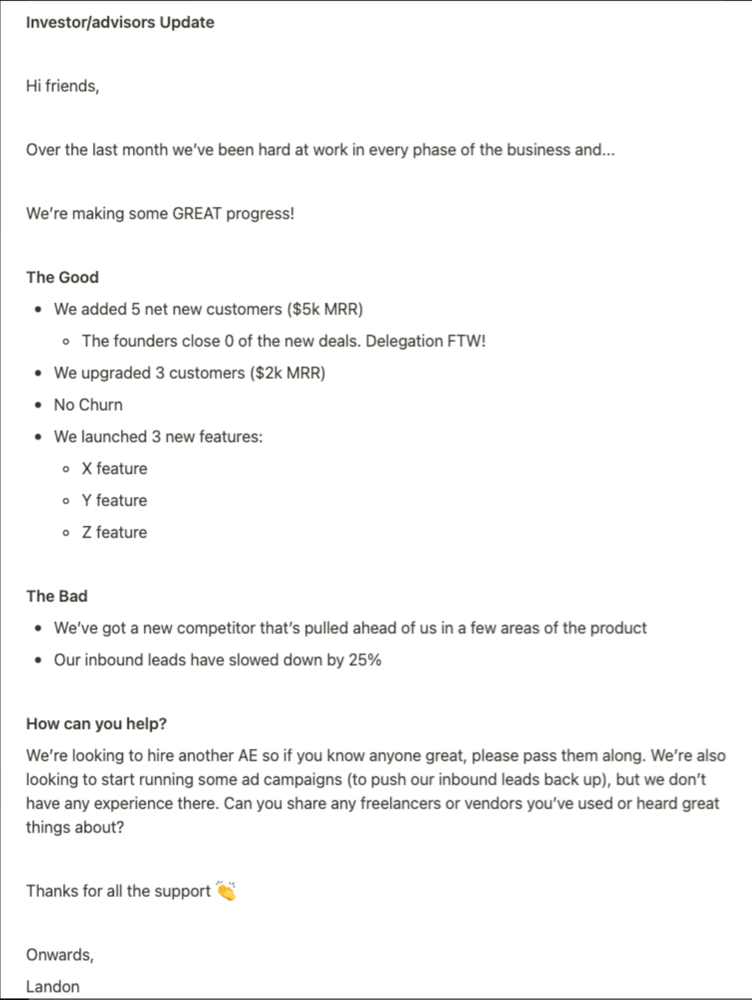 Investor/advisors Update
Hi friends,
Over the last month we’ve been hard at work in every phase of the business and...
We’re making some GREAT progress!
The Good
• We added 5 net new customers ($5k MRR)
◦ The founders close 0 of the new deals. Delegation FTW!
• We upgraded 3 customers ($2k MRR)
• No Churn
• We launched 3 new features:
◦ X feature
◦ Y feature
◦ Z feature
The Bad
• We’ve got a new competitor that’s pulled ahead of us in a few areas of the product
• Our inbound leads have slowed down by 25%
How can you help?
We’re looking to hire another AE so if you know anyone great, please pass them along. We’re also
looking to start running some ad campaigns (to push our inbound leads back up), but we don’t
have any experience there. Can you share any freelancers or vendors you’ve used or heard great
things about?
Thanks for all the support 👏
Onwards,
Landon